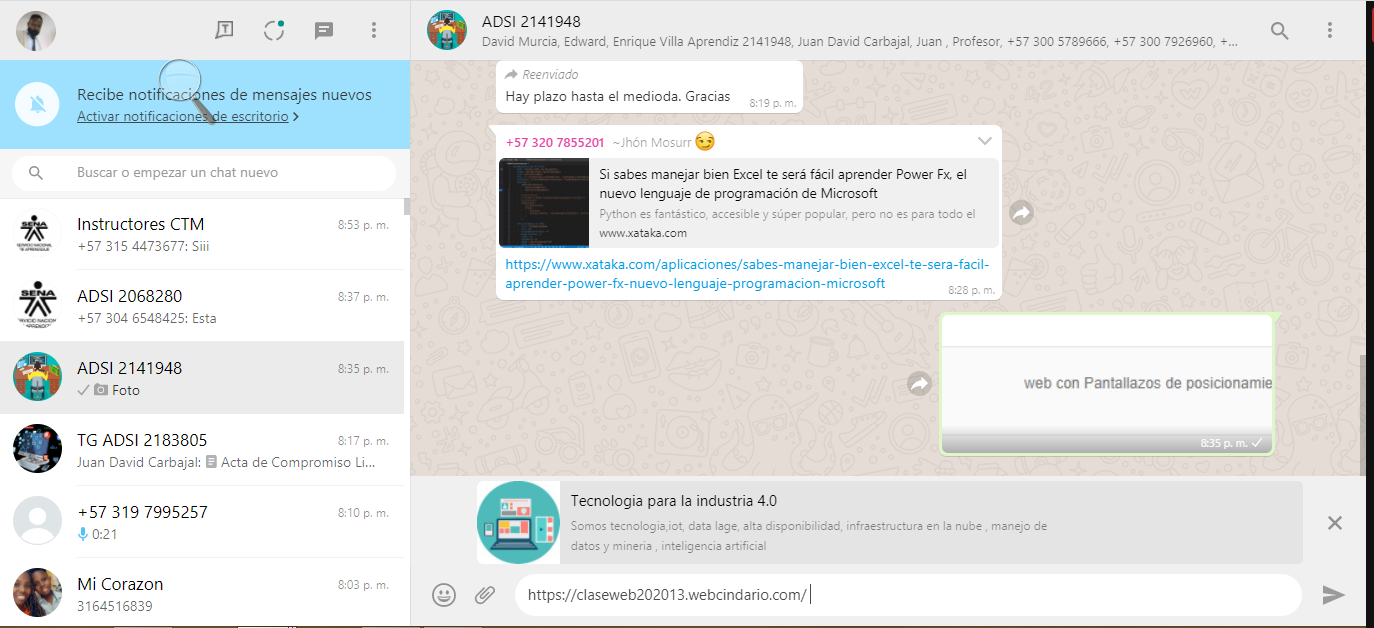 Recibe notificaciones de mensajes nuevos
Activar notificaciones de escritorio
Buscar o empezar un chat nuevo
SENA
Instructores CTM
8:53 p. m.
+57 315 4473677: Siii
SENA
ADSI 2068280
8:37 p. m.
+57 304 6548425: Esta
ADSI 2141948
8:35 p. m.
Foto
TG ADSI 2183805
8:17 p. m.
Juan David Carbajal: Acta de Compromiso Li...
+57 319 7995257
8:10 p. m.
0:21
Mi Corazon
8:03 p. m.
3164516839
ADSI 2141948
David Murcia, Edward, Enrique Villa Aprendiz 2141948, Juan David Carbajal, Juan , Profesor, +57 300 5789666, +57 300 7926960, +...
Reenviado
Hay plazo hasta el medioda. Gracias
8:19 p. m.
+57 320 7855201 ~Jhón Mosurr😏
Si sabes manejar bien Excel te será fácil aprender Power Fx, el
nuevo lenguaje de programación de Microsoft
Python es fantástico, accesible y súper popular, pero no es para todo el
www.xataka.com
https://www.xataka.com/aplicaciones/sabes-manejar-bien-excel-te-sera-facil-
aprender-power-fx-nuevo-lenguaje-programacion-microsoft
8:28 p. m.
web con Pantallazos de posicionamie
8:35 p. m.
Tecnologia para la industria 4.0
Somos tecnologia,iot, data lage, alta disponibilidad, infraestructura en la nube , manejo de
datos y mineria , inteligencia artificial
https://claseweb202013.webcindario.com/